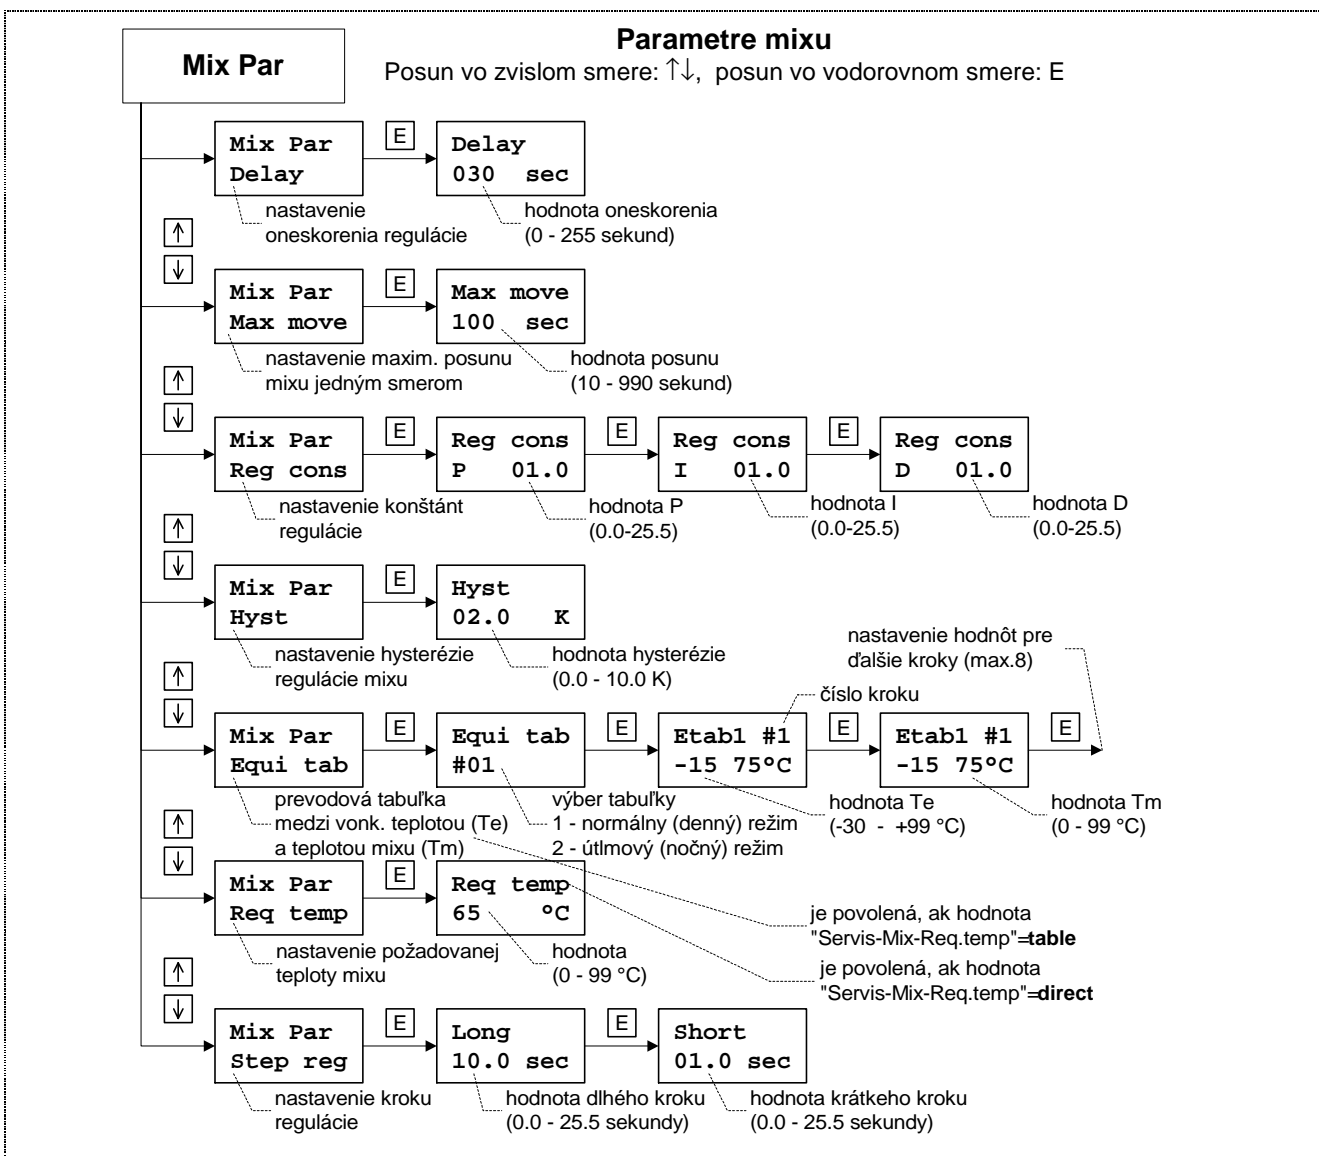 Mix Par
Parametre mixu
Posun vo zvislom smere: ↑↓, posun vo vodorovnom smere: E
Mix Par
Delay
E
Delay
030 sec
nastavenie
oneskorenia regulácie
hodnota oneskorenia
(0 - 255 sekund)
↑
↓
Mix Par
Max move
E
Max move
100 sec
nastavenie maxim. posunu
mixu jedným smerom
hodnota posunu
(10 - 990 sekund)
↑
↓
Mix Par
Reg cons
E
Reg cons
P 01.0
E
Reg cons
I 01.0
E
Reg cons
D 01.0
nastavenie konštánt
regulácie
hodnota P
(0.0-25.5)
hodnota I
(0.0-25.5)
hodnota D
(0.0-25.5)
↑
↓
Mix Par
Hyst
E
Hyst
02.0 K
nastavenie hysterézie
regulácie mixu
hodnota hysterézie
(0.0 - 10.0 K)
nastavenie hodnôt pre
ďalšie kroky (max.8)
číslo kroku
↑
↓
Mix Par
Equi tab
E
Equi tab
#01
E
Etab1 #1
-15 75°C
E
Etab1 #1
-15 75°C
E
prevodová tabuľka
medzi vonk. teplotou (Te)
a teplotou mixu (Tm)
výber tabuľky
1 - normálny (denný) režim
2 - útlmový (nočný) režim
hodnota Te
(-30 - +99 °C)
hodnota Tm
(0 - 99 °C)
↑
↓
Mix Par
Req temp
E
Req temp
65 °C
nastavenie požadovanej
teploty mixu
hodnota
(0 - 99 °C)
je povolená, ak hodnota
"Servis-Mix-Req.temp"=table
je povolená, ak hodnota
"Servis-Mix-Req.temp"=direct
↑
↓
Mix Par
Step reg
E
Long
10.0 sec
E
Short
01.0 sec
nastavenie kroku
regulácie
hodnota dlhého kroku
(0.0 - 25.5 sekundy)
hodnota krátkeho kroku
(0.0 - 25.5 sekundy)